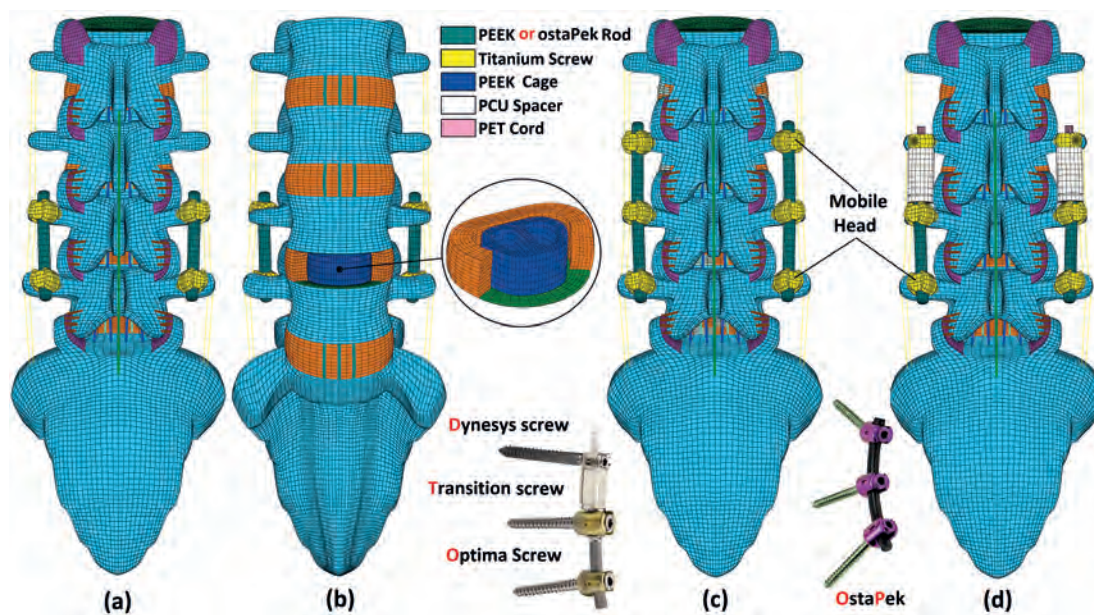 PEEK or ostaPek Rod
Titanium Screw
PEEK Cage
PCU Spacer
PET Cord
Mobile
Head
Dynesys screw
Transition screw
Optima Screw
OstaPek
(a)
(b)
(c)
(d)